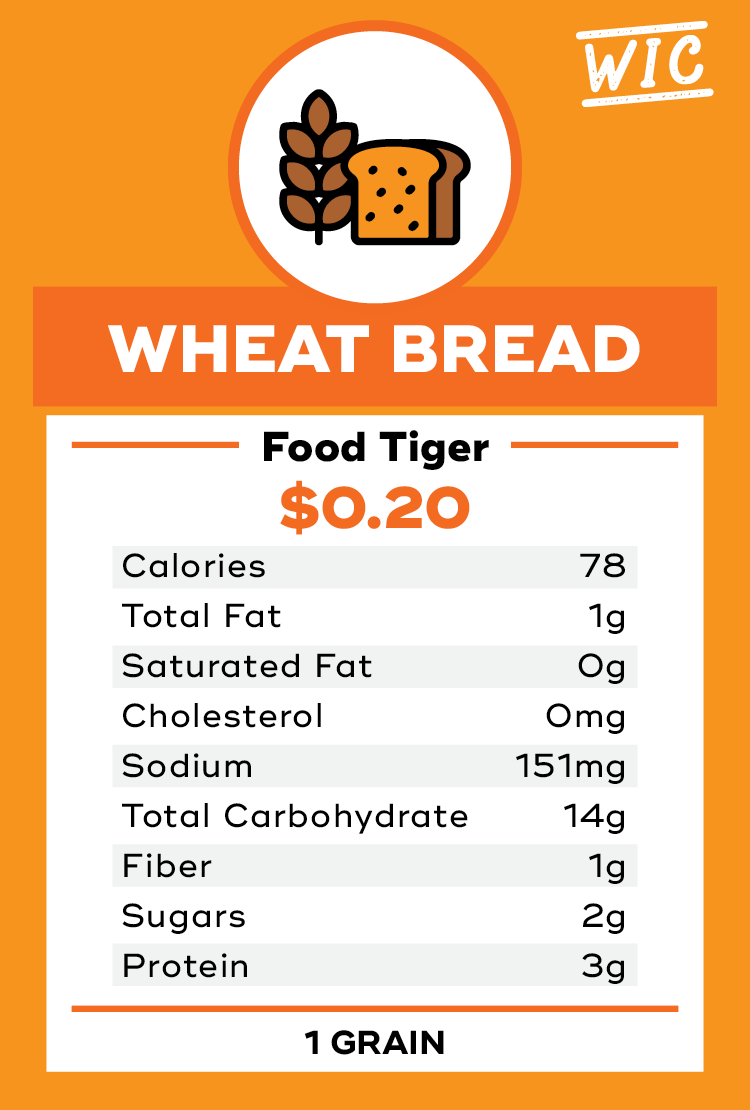 WIC
WHEAT BREAD
Food Tiger
$0.20
Calories 78
Total Fat 1g
Saturated Fat 0g
Cholesterol 0mg
Sodium 151mg
Total Carbohydrate 14g
Fiber 1g
Sugars 2g
Protein 3g
1 GRAIN